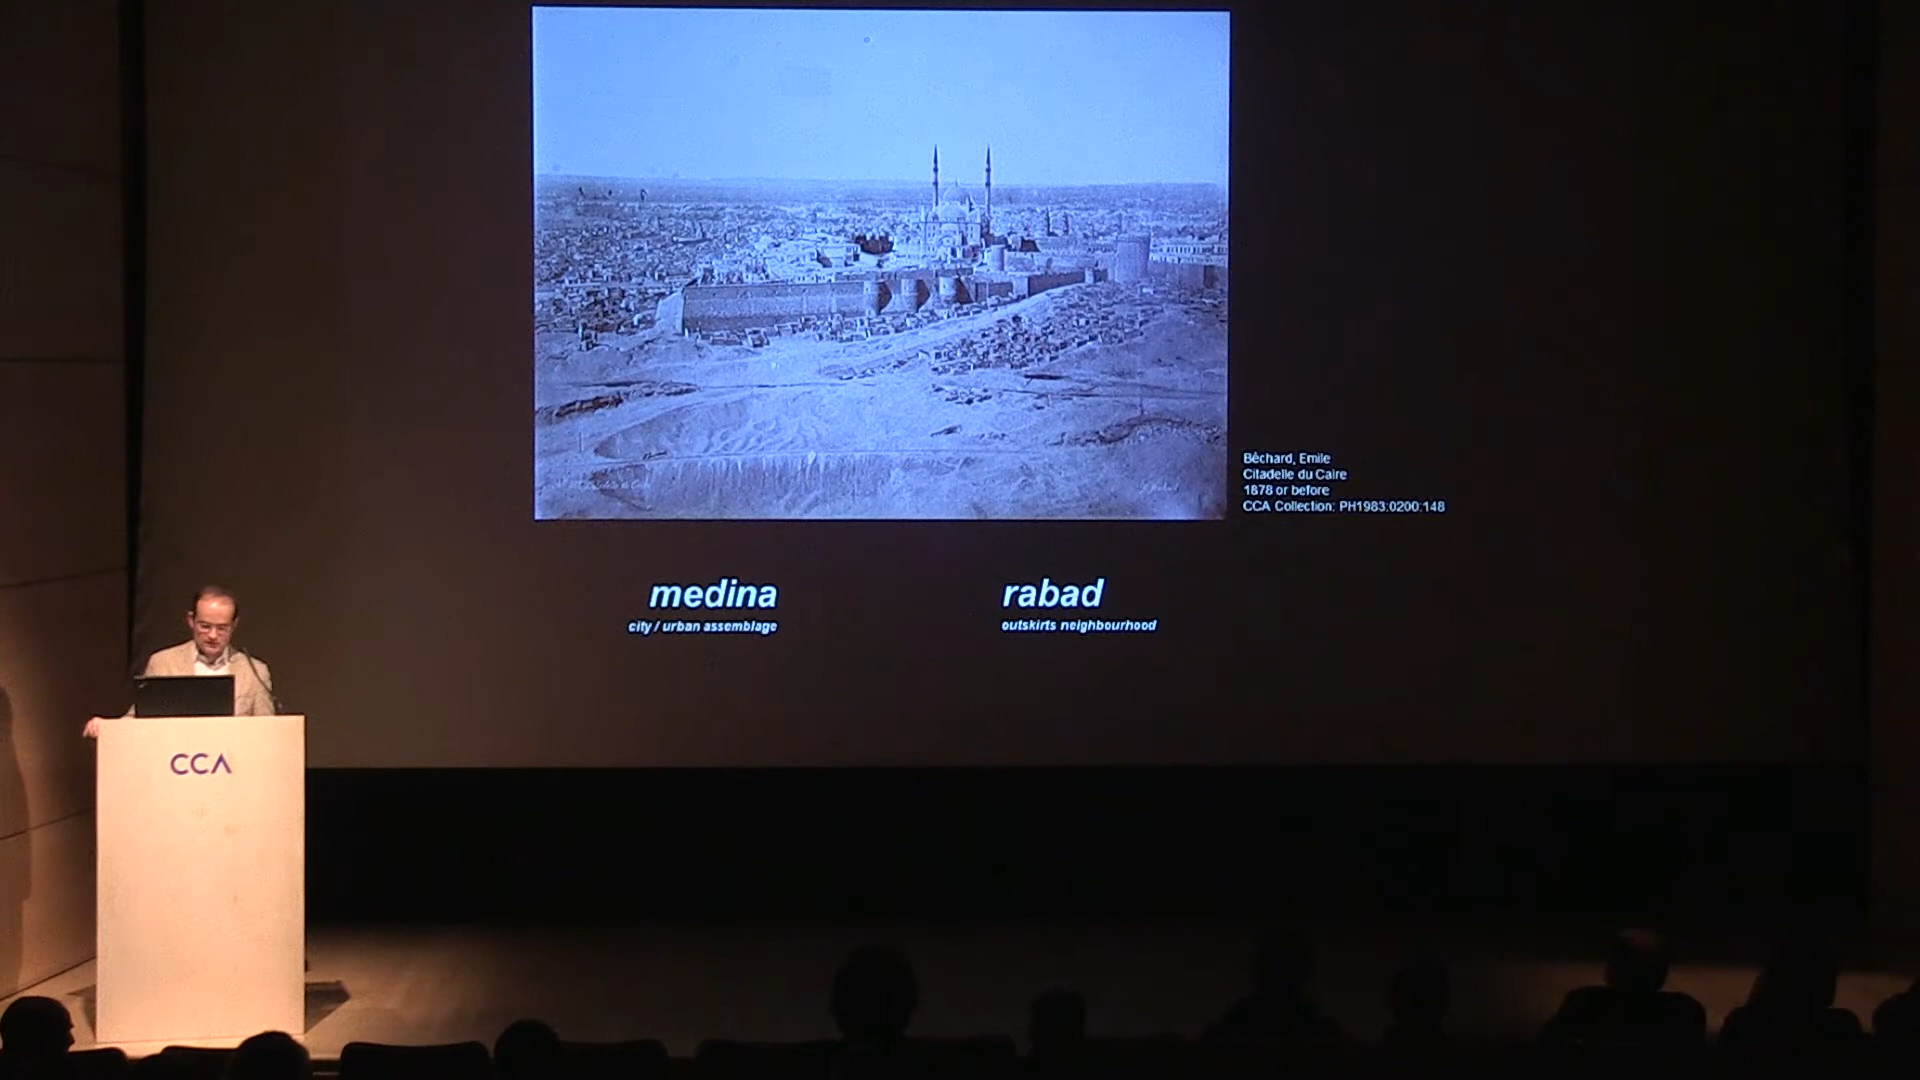 Béchard, Emile
Citadelle du Caire
1878 or before
CCA Collection: PH1983:0200:148
medina
rabad
city / urban assemblage
outskirts neighbourhood
CCA